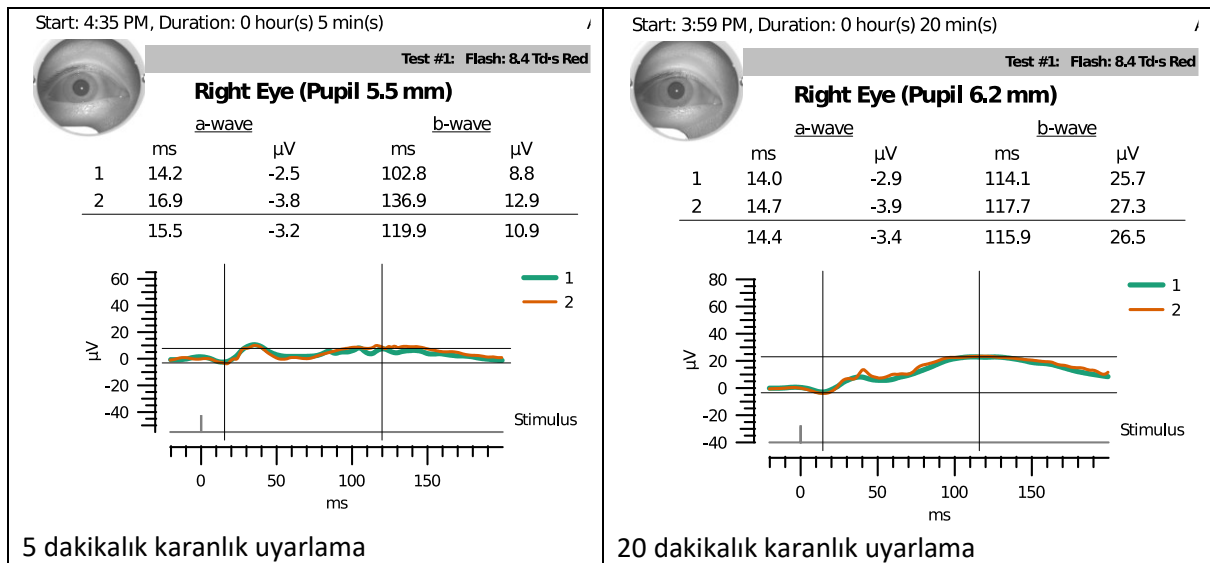 Start: 4:35 PM, Duration: 0 hour(s) 5 min(s)
Test #1: Flash: 8.4 Td·s Red
Right Eye (Pupil 5.5 mm)
a-wave b-wave
ms µV ms µV
1 14.2 -2.5 102.8 8.8
2 16.9 -3.8 136.9 12.9
15.5 -3.2 119.9 10.9
60
40
20
0
-20
-40
µV
1
2
Stimulus
0 50 100 150
ms
5 dakikalık karanlık uyarlama
Start: 3:59 PM, Duration: 0 hour(s) 20 min(s)
Test #1: Flash: 8.4 Td·s Red
Right Eye (Pupil 6.2 mm)
a-wave b-wave
ms µV ms µV
1 14.0 -2.9 114.1 25.7
2 14.7 -3.9 117.7 27.3
14.4 -3.4 115.9 26.5
80
60
40
20
0
-20
-40
µV
1
2
Stimulus
0 50 100 150
ms
20 dakikalık karanlık uyarlama